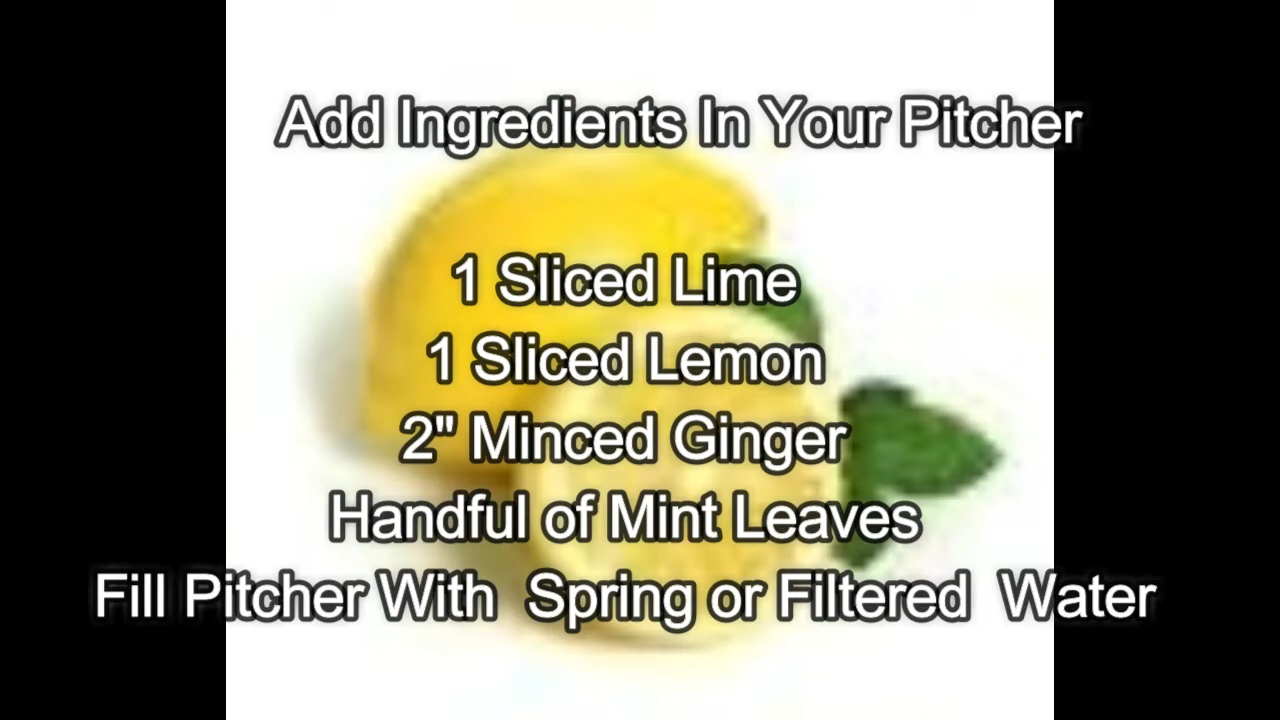 Add Ingredients In Your Pitcher
1 Sliced Lime
1 Sliced Lemon
2" Minced Ginger
Handful of Mint Leaves
Fill Pitcher With Spring or Filtered Water